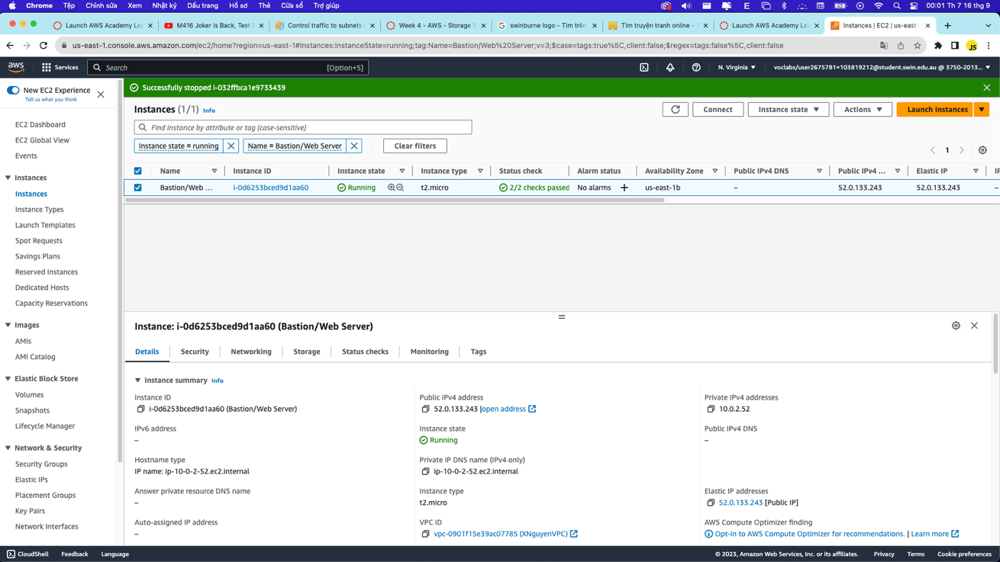 Chrome Tệp Chỉnh sửa Xem Nhật ký Dấu trang Hồ sơ Thẻ Cửa sổ Trợ giúp 00:01 Th 7 16 thg 9
Launch AWS Academy Le M416 Joker Is Back, Test Control traffic to subnets Week 4 - AWS - Storage S swinburne logo - Tìm trên Tìm truyện tranh online - T Launch AWS Academy Le Instances | EC2 | us-east-
us-east-1.console.aws.amazon.com/ec2/home?region=us-east-1#Instances:instanceState=running;tag:Name=Bastion/Web%20Server;v=3;$case=tags:true%5C,client:false;$regex=tags:false%5C,client:false
aws Services Search [Option+S] N. Virginia voclabs/user2675781=103819212@student.swin.edu.au @ 3750-2013...
New EC2 Experience
Tell us what you think
EC2 Dashboard
EC2 Global View
Events
Instances
Instances
Instance Types
Launch Templates
Spot Requests
Savings Plans
Reserved Instances
Dedicated Hosts
Capacity Reservations
Images
AMIs
AMI Catalog
Elastic Block Store
Volumes
Snapshots
Lifecycle Manager
Network & Security
Security Groups
Elastic IPs
Placement Groups
Key Pairs
Network Interfaces
Successfully stopped i-032ffbca1e9733439
Instances (1/1) Info
Connect Instance state Actions Launch instances
Find instance by attribute or tag (case-sensitive)
Instance state = running Name = Bastion/Web Server Clear filters
1
Name Instance ID Instance state Instance type Status check Alarm status Availability Zone Public IPv4 DNS Public IPv4 ... Elastic IP IP
Bastion/Web ... i-0d6253bced9d1aa60 Running t2.micro 2/2 checks passed No alarms + us-east-1b – 52.0.133.243 52.0.133.243 –
Instance: i-0d6253bced9d1aa60 (Bastion/Web Server)
Details Security Networking Storage Status checks Monitoring Tags
Instance summary Info
Instance ID
i-0d6253bced9d1aa60 (Bastion/Web Server)
Public IPv4 address
52.0.133.243 |open address
Private IPv4 addresses
10.0.2.52
IPv6 address
–
Instance state
Running
Public IPv4 DNS
–
Hostname type
IP name: ip-10-0-2-52.ec2.internal
Private IP DNS name (IPv4 only)
ip-10-0-2-52.ec2.internal
Answer private resource DNS name
–
Instance type
t2.micro
Elastic IP addresses
52.0.133.243 [Public IP]
Auto-assigned IP address
–
VPC ID
vpc-0901f15e39ac07785 (XNguyenVPC)
AWS Compute Optimizer finding
Opt-in to AWS Compute Optimizer for recommendations. | Learn more
CloudShell Feedback Language © 2023, Amazon Web Services, Inc. or its affiliates. Privacy Terms Cookie preferences